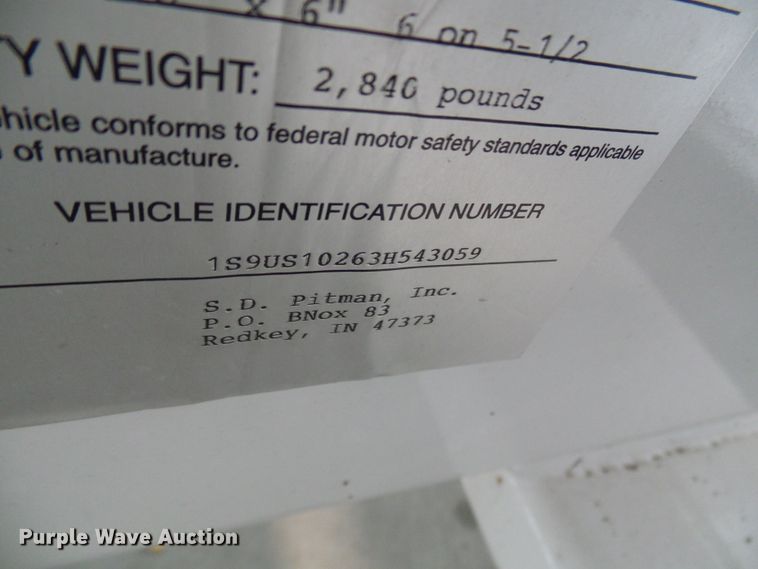 x 6" 6 on 5-1/2
TY WEIGHT: 2,840 pounds
hicle conforms to federal motor safety standards applicable
of manufacture.
VEHICLE IDENTIFICATION NUMBER
1S9US10263H543059
S.D. Pitman, Inc.
P.O. BNox 83
Redkey, IN 47373
Purple Wave Auction